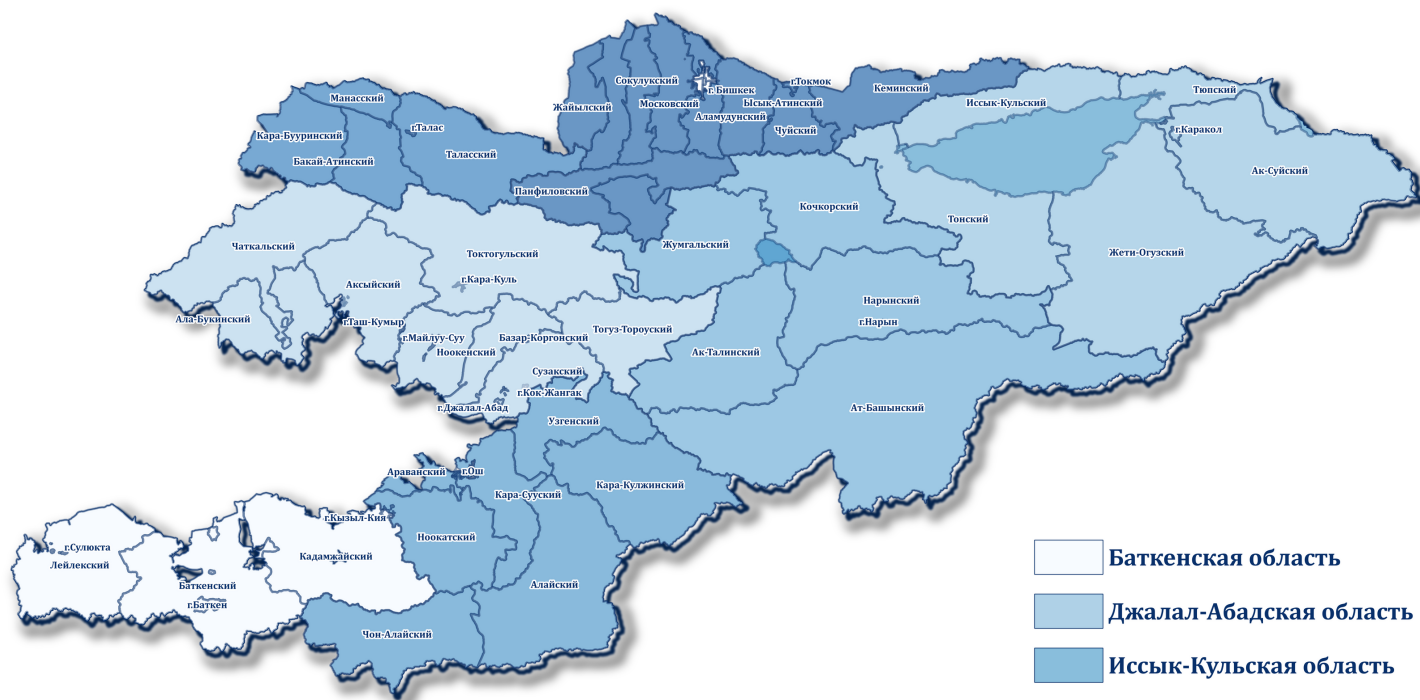 Сокулукский
г.Токмок
Кеминский
Тюпский
г.Бишкек
Манасский
Жайылский
Московский
Ысык-Атинский
Иссык-Кульский
Аламудунский
Чуйский
г.Талас
г.Каракол
Кара-Бууринский
Бакай-Атинский
Таласский
Ак-Суйский
Панфиловский
Кочкорский
Тонский
Чаткальский
Жумгальский
Токтогульский
Жети-Огузский
Аксыйский
г.Кара-Куль
Нарынский
Ала-Букинский
г.Таш-Кумыр
г.Нарын
Тогуз-Тороуский
г.Майлуу-Суу
Базар-Коргонский
Ноокенский
Ак-Талинский
Сузакский
г.Кок-Жангак
г.Джалал-Абад
Ат-Башынский
Узгенский
Араванский
г.Ош
Кара-Кулжинский
Кара-Сууский
г.Кызыл-Кия
Ноокатский
г.Сулюкта
Лейлекский
Кадамжайский
Баткенский
Алайский
г.Баткен
Чон-Алайский
Баткенская область
Джалал-Абадская область
Иссык-Кульская область